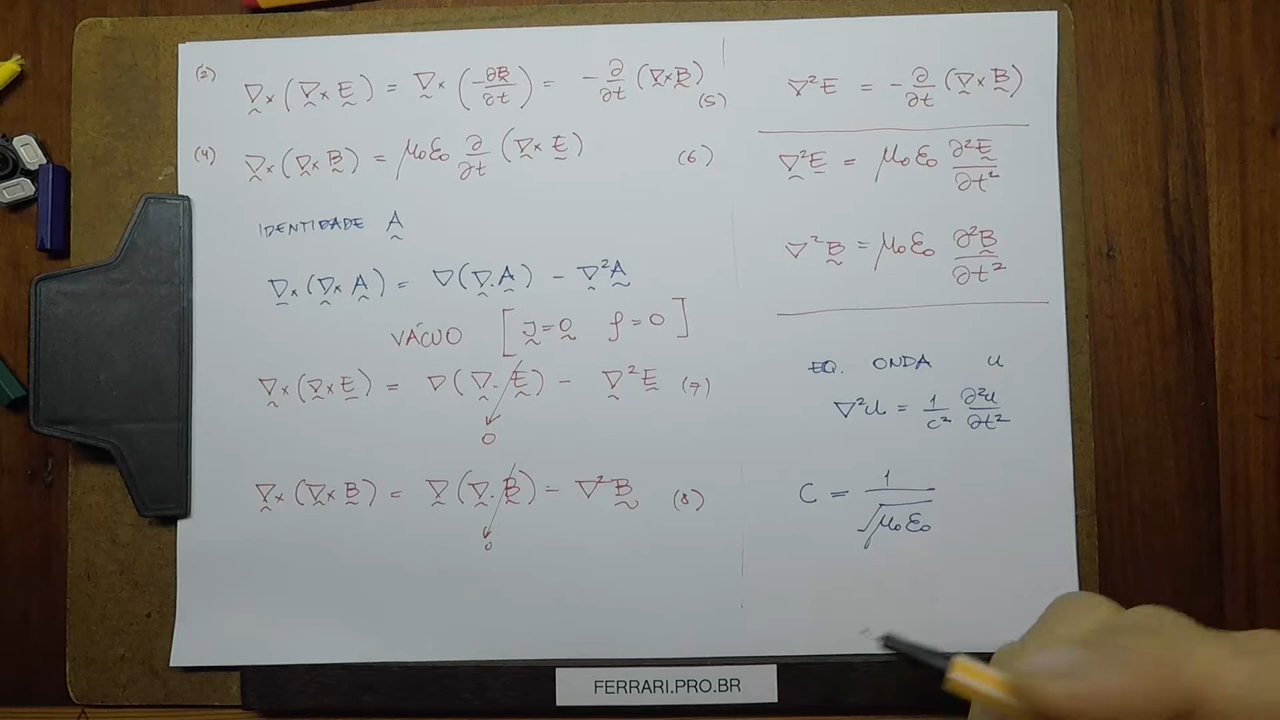 (2) ∇×(∇×E) = ∇×(-∂B/∂t) = -∂/∂t (∇×B) (5)
(4) ∇×(∇×B) = μ₀ε₀ ∂/∂t (∇×E) (6)
IDENTIDADE A
∇×(∇×A) = ∇(∇.A) - ∇²A
VÁCUO [J=0 ρ=0]
∇×(∇×E) = ∇(∇.E) - ∇²E (7)
0
∇×(∇×B) = ∇(∇.B) = ∇²B (8)
0
∇²E = -∂/∂t (∇×B)
∇²E = μ₀ε₀ ∂²E/∂t²
∇²B = μ₀ε₀ ∂²B/∂t²
EQ. ONDA u
∇²u = 1/c² ∂²u/∂t²
C = 1/√μ₀ε₀
FERRARI.PRO.BR